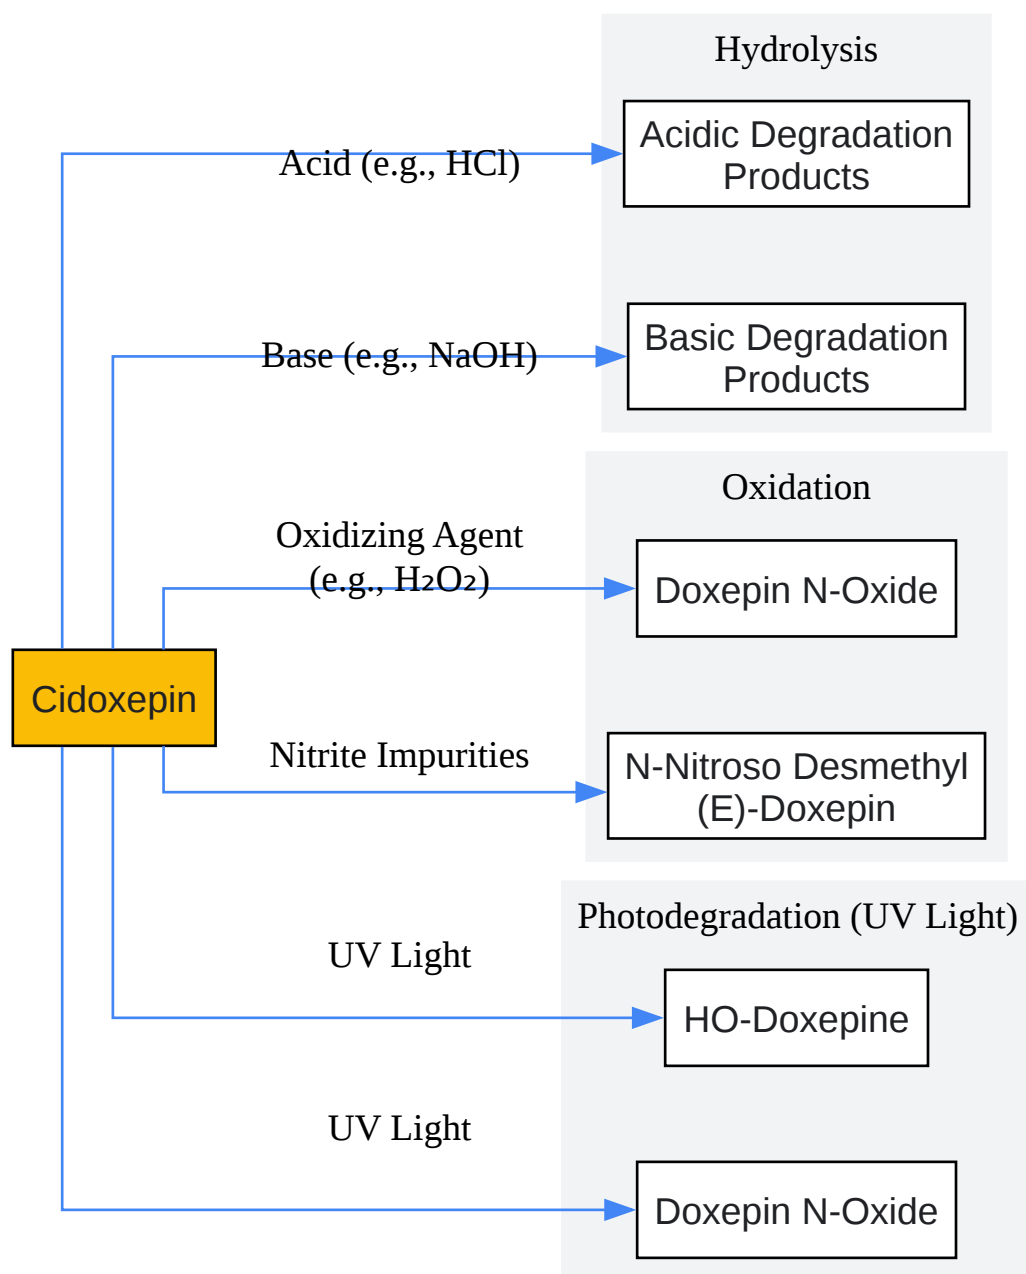 Hydrolysis
Acidic Degradation
Products
Acid (e.g., HCl)
Basic Degradation
Products
Base (e.g., NaOH)
Oxidation
Oxidizing Agent
(e.g., H₂O₂)
Doxepin N-Oxide
Cidoxepin
Nitrite Impurities
N-Nitroso Desmethyl
(E)-Doxepin
Photodegradation (UV Light)
UV Light
HO-Doxepine
UV Light
Doxepin N-Oxide